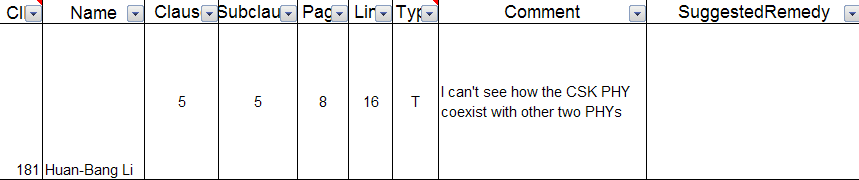 CI Name Claus Subclau Pag Lin Typ Comment SuggestedRemedy
181 Huan-Bang Li 5 5 8 16 T I can't see how the CSK PHY
coexist with other two PHYs